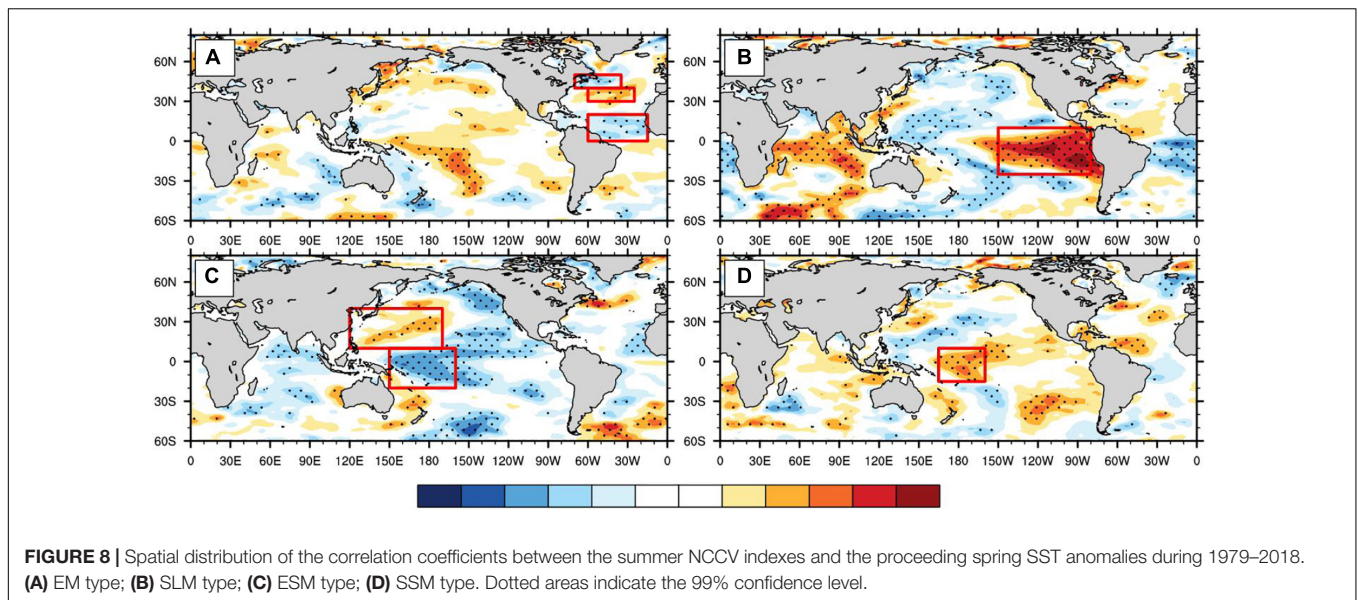 A B
60N 60N
30N 30N
0 0
30S 30S
60S 60S
0 30E 60E 90E 120E 150E 180 150W 120W 90W 60W 30W 0 0 30E 60E 90E 120E 150E 180 150W 120W 90W 60W 30W 0
C D
60N 60N
30N 30N
0 0
30S 30S
60S 60S
0 30E 60E 90E 120E 150E 180 150W 120W 90W 60W 30W 0 0 30E 60E 90E 120E 150E 180 150W 120W 90W 60W 30W 0
FIGURE 8 | Spatial distribution of the correlation coefficients between the summer NCCV indexes and the proceeding spring SST anomalies during 1979–2018.
(A) EM type; (B) SLM type; (C) ESM type; (D) SSM type. Dotted areas indicate the 99% confidence level.